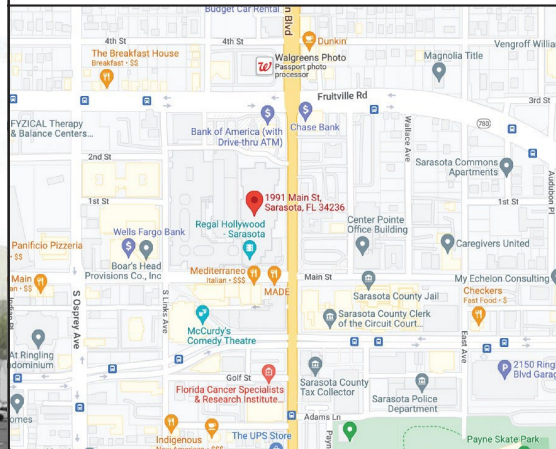 Budget Car Rental
n Blvd
4th St
4th St
Dunkin'
The Breakfast House
Breakfast • $$
Walgreens Photo
Passport photo
processor
Magnolia Title
Vengroff Willia
Fruitville Rd
3rd St
FYZICAL Therapy
& Balance Centers...
Bank of America (with
Drive-thru ATM)
Chase Bank
Wallace Ave
780
2nd St
Sarasota Commons
Apartments
Audubon Pl
1st St
1st St
1991 Main St,
Sarasota, FL 34236
Regal Hollywood
- Sarasota
Center Pointe
Office Building
Wells Fargo Bank
Boar's Head
Provisions Co., Inc
Caregivers United
Panificio Pizzeria
- $$
Mediterraneo
Italian • $$$
MADE
Main St
Main
an • $$
My Echelon Consulting
Sarasota County Jail
Checkers
Fast Food • $
S Osprey Ave
S Links Ave
Sarasota County Clerk
of the Circuit Court...
McCurdy's
Comedy Theatre
East Ave
At Ringling
ndominium
2150 Ring
Blvd Garag
Golf St
Florida Cancer Specialists
& Research Institute...
Sarasota County
Tax Collector
Sarasota Police
Department
omes
Adams Ln
Indigenous
New American • $$$
The UPS Store
Payn
Payne Skate Park